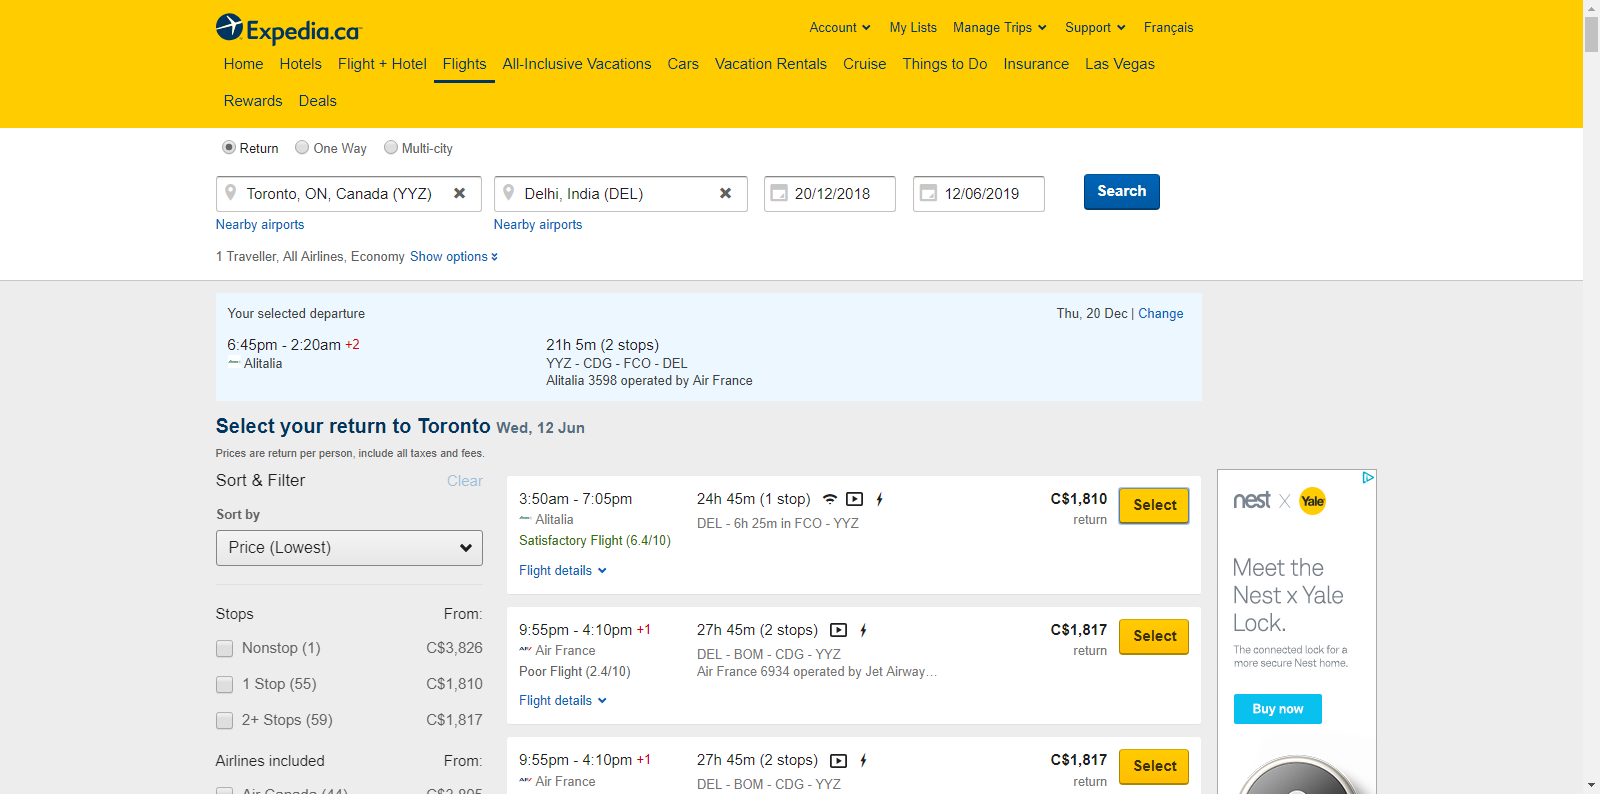 Expedia.ca
Account My Lists Manage Trips Support Français
Home Hotels Flight + Hotel Flights All-Inclusive Vacations Cars Vacation Rentals Cruise Things to Do Insurance Las Vegas
Rewards Deals
Return One Way Multi-city
Toronto, ON, Canada (YYZ) Delhi, India (DEL) 20/12/2018 12/06/2019 Search
Nearby airports Nearby airports
1 Traveller, All Airlines, Economy Show options
Your selected departure Thu, 20 Dec | Change
6:45pm - 2:20am +2 21h 5m (2 stops)
Alitalia YYZ - CDG - FCO - DEL
Alitalia 3598 operated by Air France
Select your return to Toronto Wed, 12 Jun
Prices are return per person, include all taxes and fees.
Sort & Filter Clear
Sort by
Price (Lowest)
Stops From:
Nonstop (1) C$3,826
1 Stop (55) C$1,810
2+ Stops (59) C$1,817
Airlines included From:
Air Canada (44) C$3,805
3:50am - 7:05pm 24h 45m (1 stop) C$1,810 Select
Alitalia DEL - 6h 25m in FCO - YYZ return
Satisfactory Flight (6.4/10)
Flight details
9:55pm - 4:10pm +1 27h 45m (2 stops) C$1,817 Select
Air France DEL - BOM - CDG - YYZ return
Poor Flight (2.4/10) Air France 6934 operated by Jet Airway…
Flight details
9:55pm - 4:10pm +1 27h 45m (2 stops) C$1,817 Select
Air France DEL - BOM - CDG - YYZ return
nest X Yale
Meet the
Nest x Yale
Lock.
The connected lock for a
more secure Nest home.
Buy now